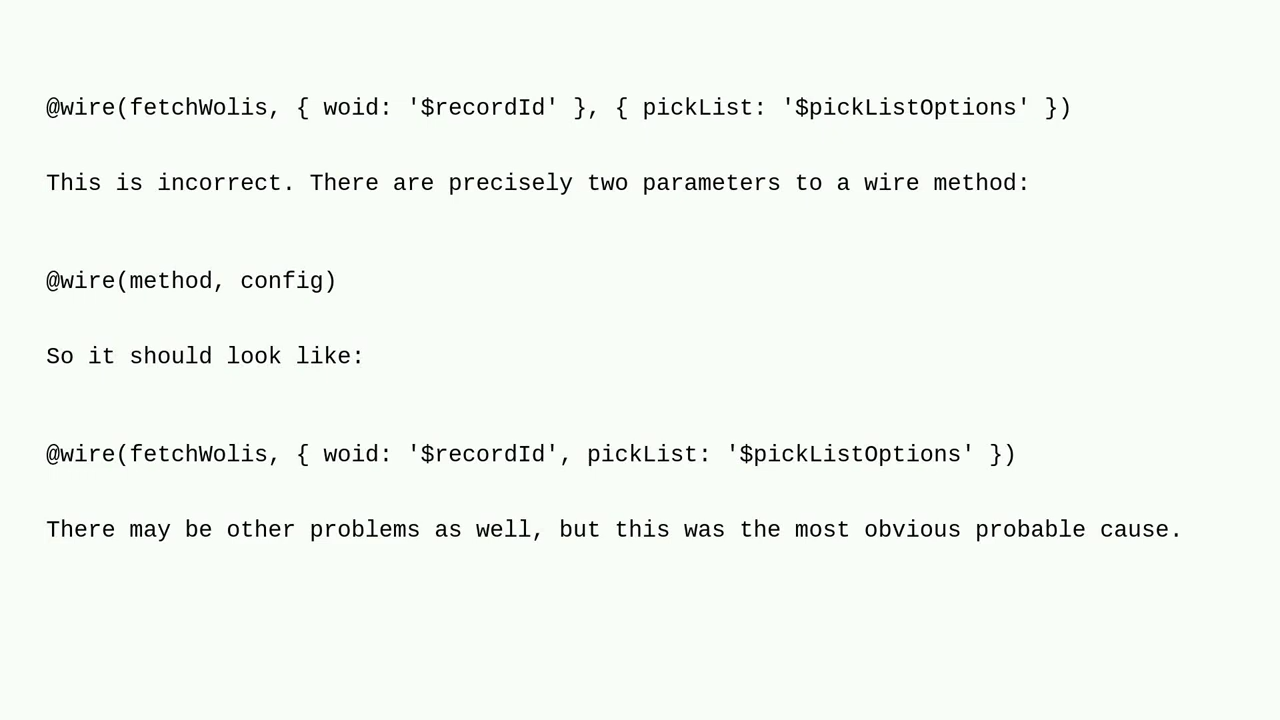 @wire(fetchWolis, { woid: '$recordId' }, { pickList: '$pickListOptions' })
This is incorrect. There are precisely two parameters to a wire method:
@wire(method, config)
So it should look like:
@wire(fetchWolis, { woid: '$recordId', pickList: '$pickListOptions' })
There may be other problems as well, but this was the most obvious probable cause.